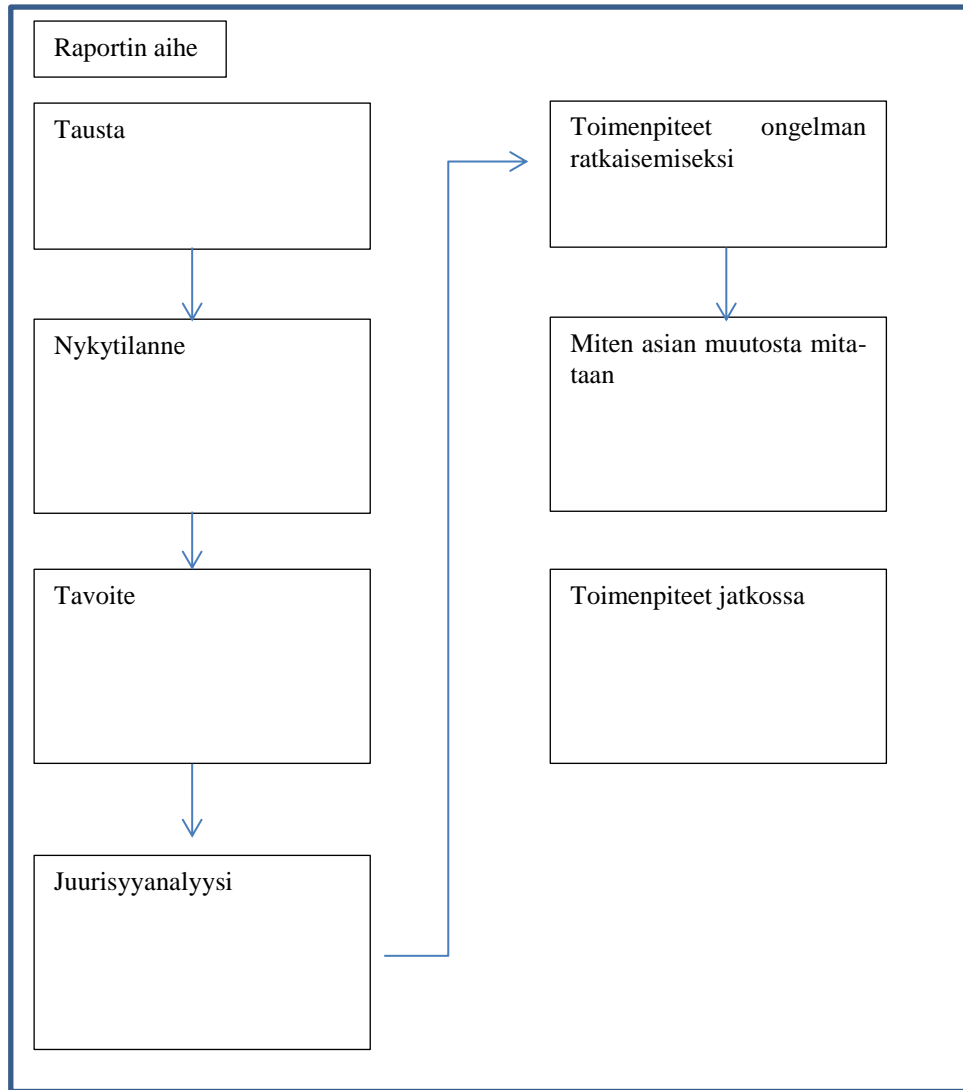 Raportin aihe
Tausta
Nykytilanne
Tavoite
Juurisyyanalyysi
Toimenpiteet ongelman
ratkaisemiseksi
Miten asian muutosta mita-
taan
Toimenpiteet jatkossa